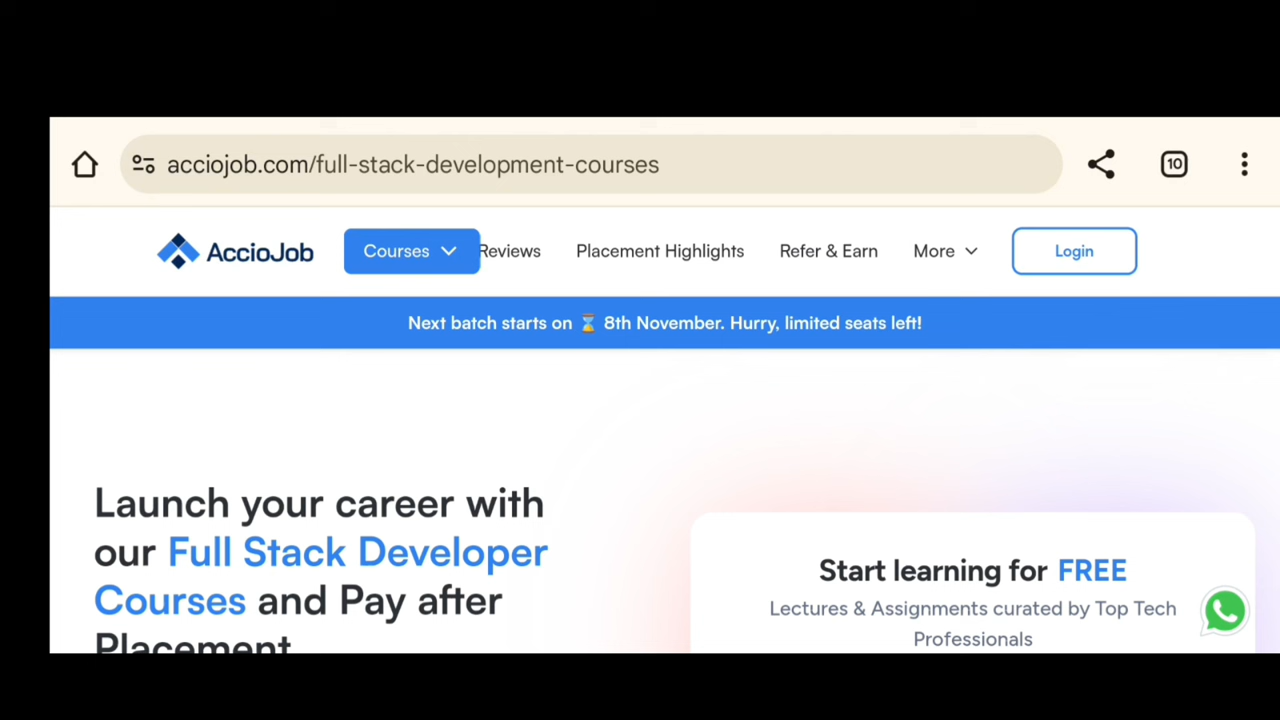 acciojob.com/full-stack-development-courses
10
AccioJob
Courses
Reviews
Placement Highlights
Refer & Earn
More
Login
Next batch starts on ⌛ 8th November. Hurry, limited seats left!
Launch your career with
our Full Stack Developer
Courses and Pay after
Placement
Start learning for FREE
Lectures & Assignments curated by Top Tech
Professionals